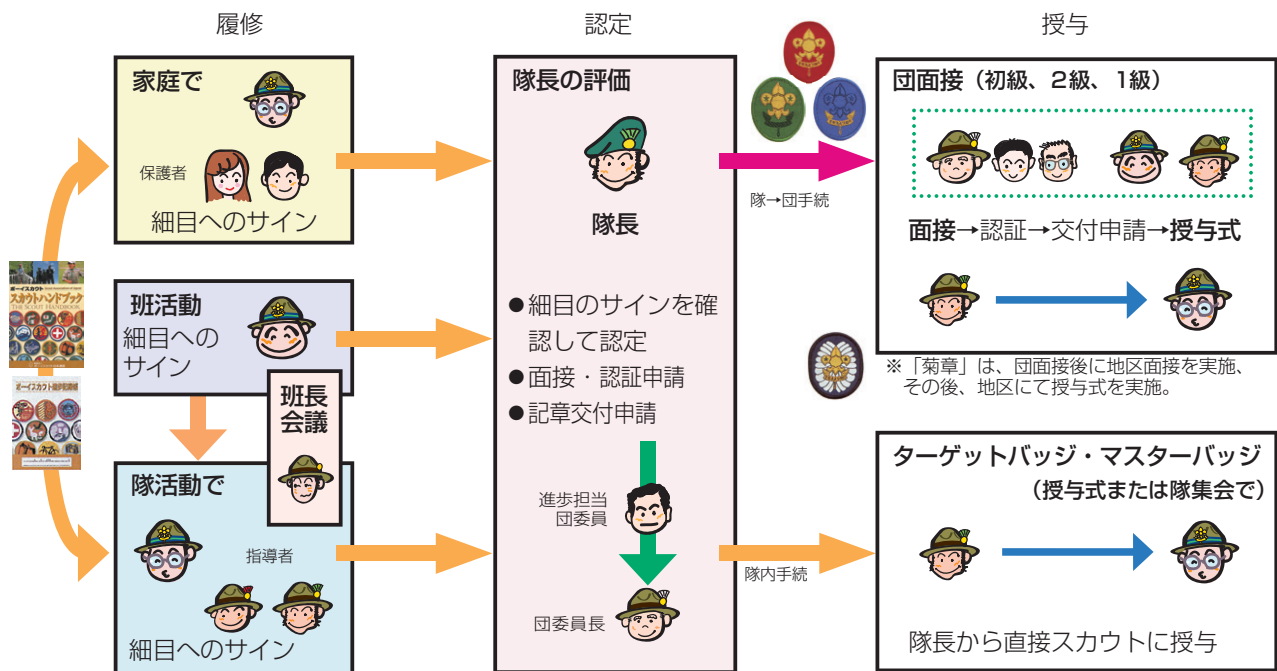 履修
認定
授与
家庭で
保護者
細目へのサイン
ボーイスカウト
スカウトハンドブック
THE SCOUT HANDBOOK
班活動
細目への
サイン
班長
会議
隊活動で
指導者
細目へのサイン
隊長の評価
隊長
●細目のサインを確
認して認定
●面接・認証申請
●記章交付申請
進歩担当
団委員
団委員長
隊→団手続
隊内手続
団面接（初級、2級、1級）
面接→認証→交付申請→授与式
※「菊章」は、団面接後に地区面接を実施、
その後、地区にて授与式を実施。
ターゲットバッジ・マスターバッジ
（授与式または隊集会で）
隊長から直接スカウトに授与